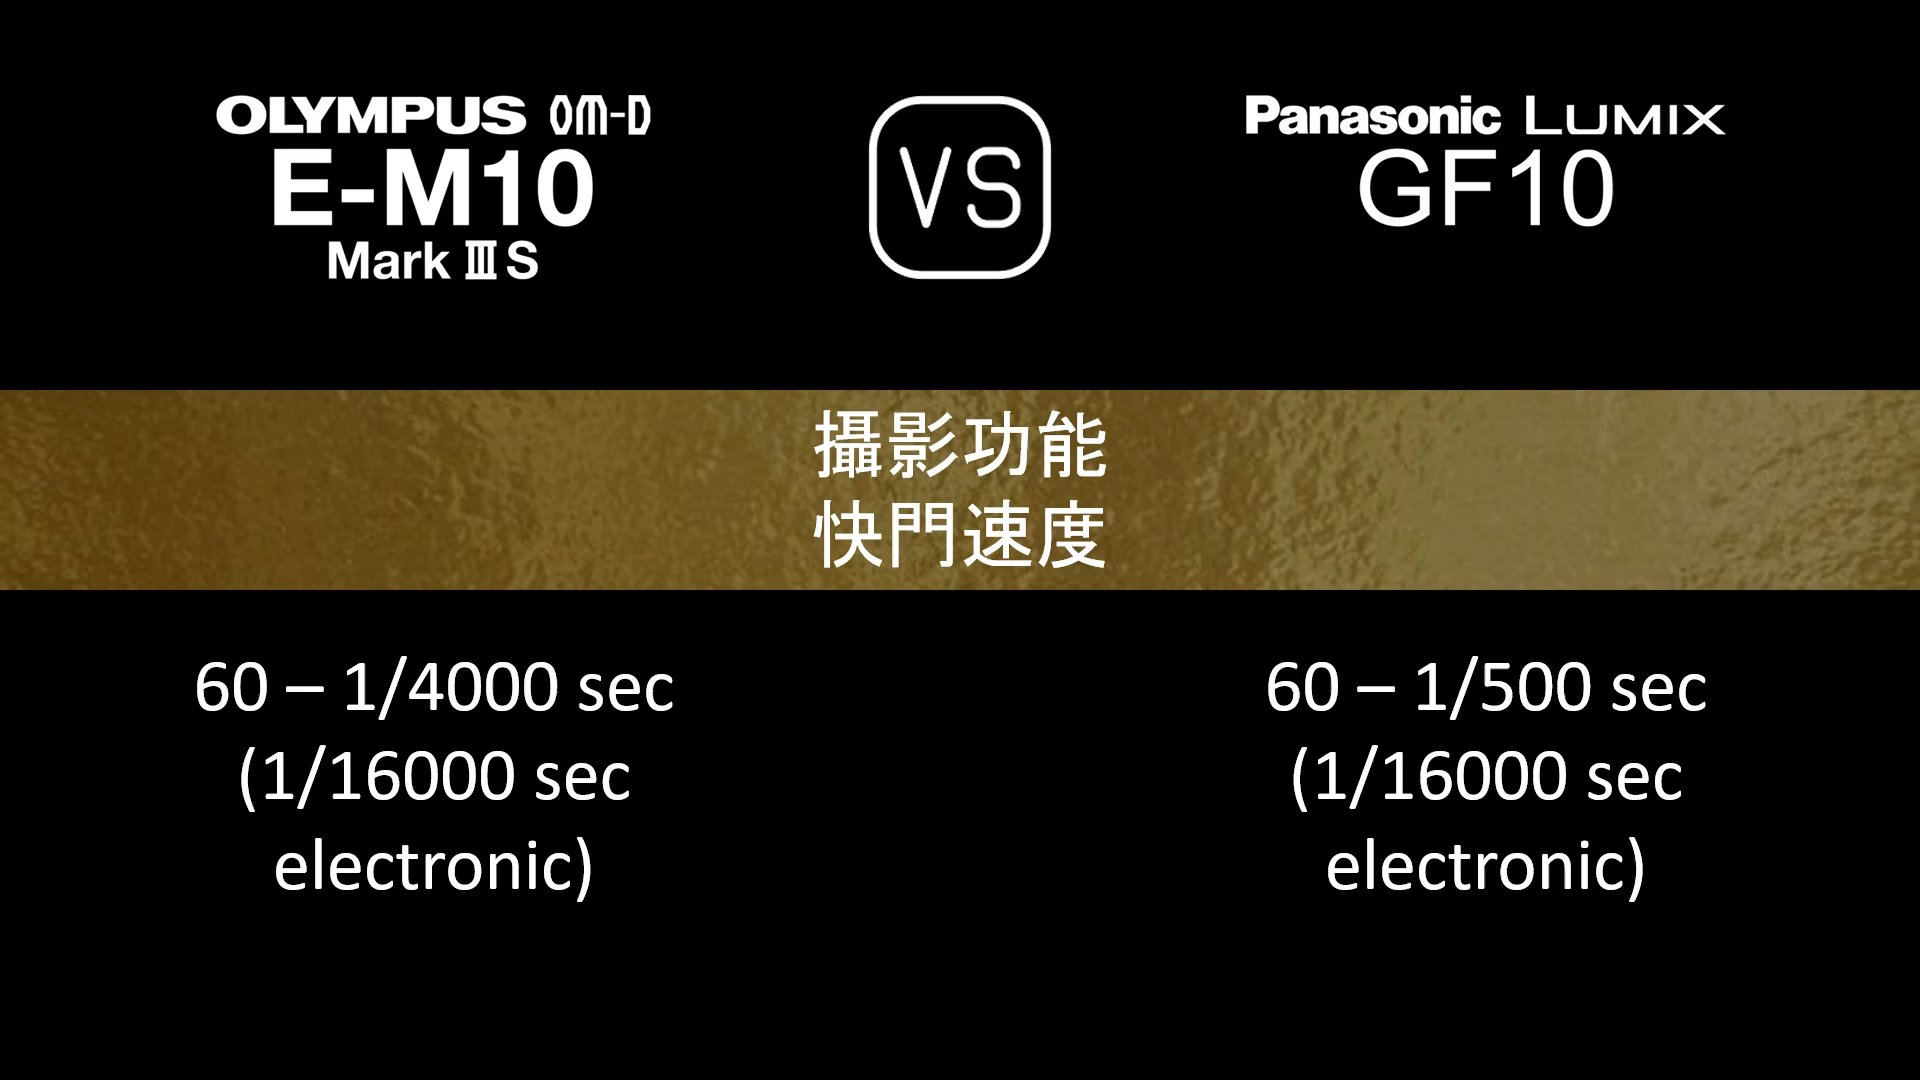 OLYMPUS OM-D
E-M10
Mark III S
VS
Panasonic LUMIX
GF10
攝影功能
快門速度
60 – 1/4000 sec
(1/16000 sec
electronic)
60 – 1/500 sec
(1/16000 sec
electronic)